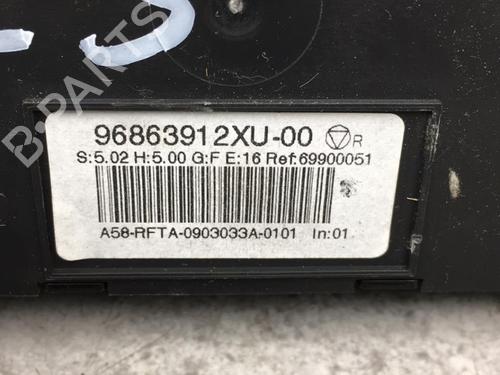 B-PARTS
96863912XU-00 R
S:5.02 H:5.00 G:F E:16 Ref:69900051
A58-RFTA-0903033A-0101 In:01